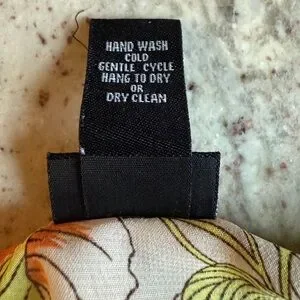 HAND WASH
COLD
GENTLE CYCLE
HANG TO DRY
OR
DRY CLEAN